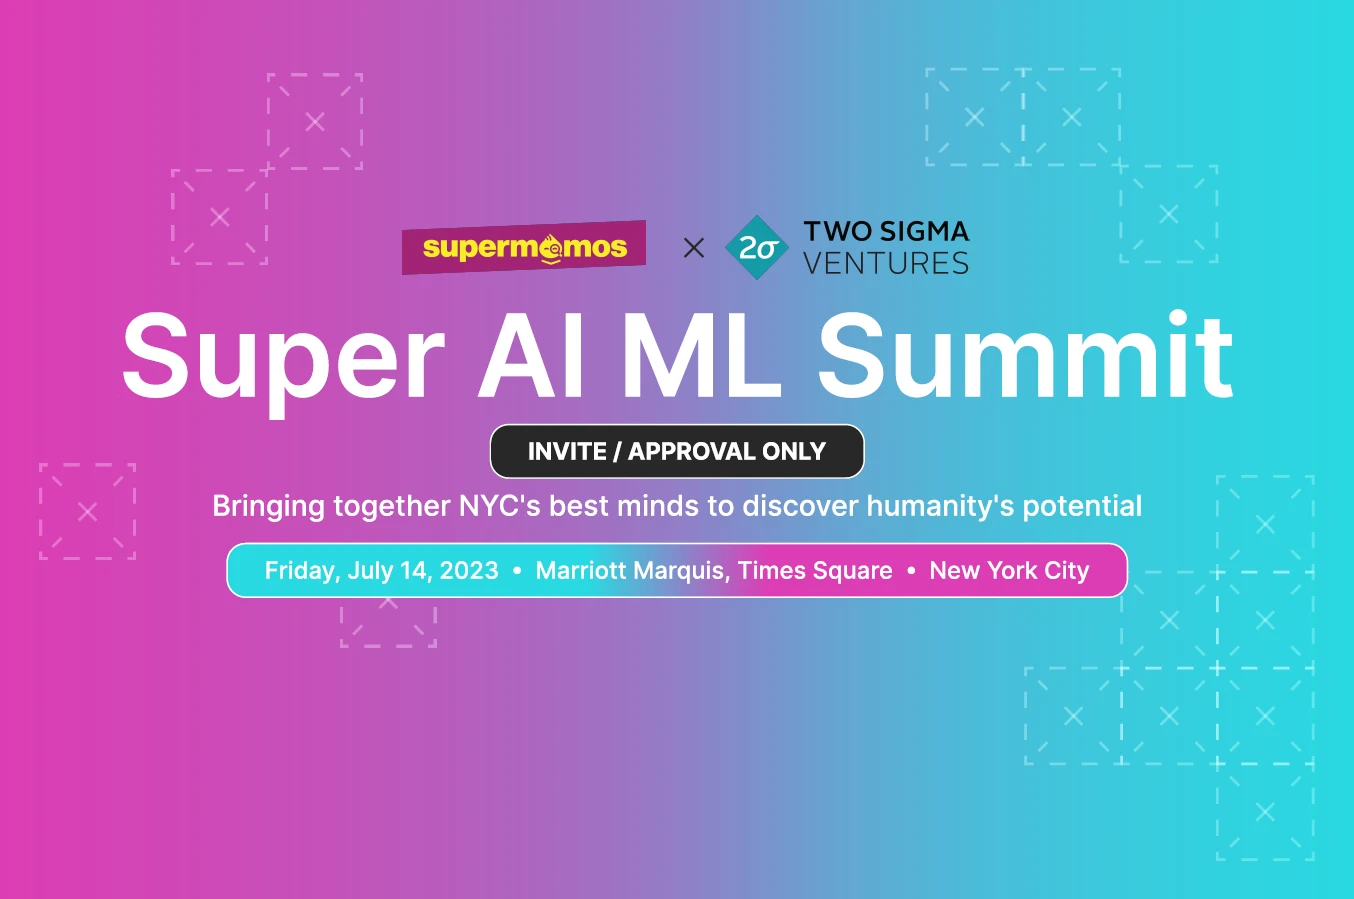 supermomos × 2σ TWO SIGMA
VENTURES
Super AI ML Summit
INVITE / APPROVAL ONLY
Bringing together NYC's best minds to discover humanity's potential
Friday, July 14, 2023 • Marriott Marquis, Times Square • New York City